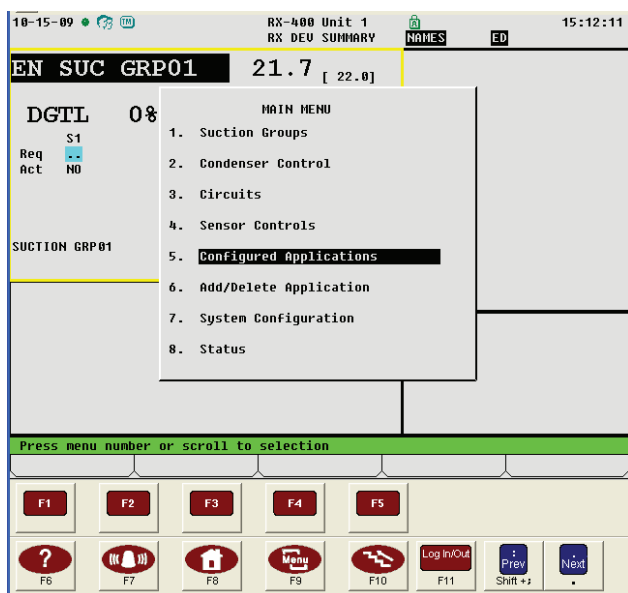 10-15-09 TM RX-400 Unit 1 15:12:11
RX DEV SUMMARY NAMES ED
EN SUC GRP01 21.7 [ 22.0]
DGTL 0%
S1
Req ..
Act NO
SUCTION GRP01
MAIN MENU
1. Suction Groups
2. Condenser Control
3. Circuits
4. Sensor Controls
5. Configured Applications
6. Add/Delete Application
7. System Configuration
8. Status
Press menu number or scroll to selection
F1 F2 F3 F4 F5
? Menu Log In/Out : Prev . Next
F6 F7 F8 F9 F10 F11 Shift +; .